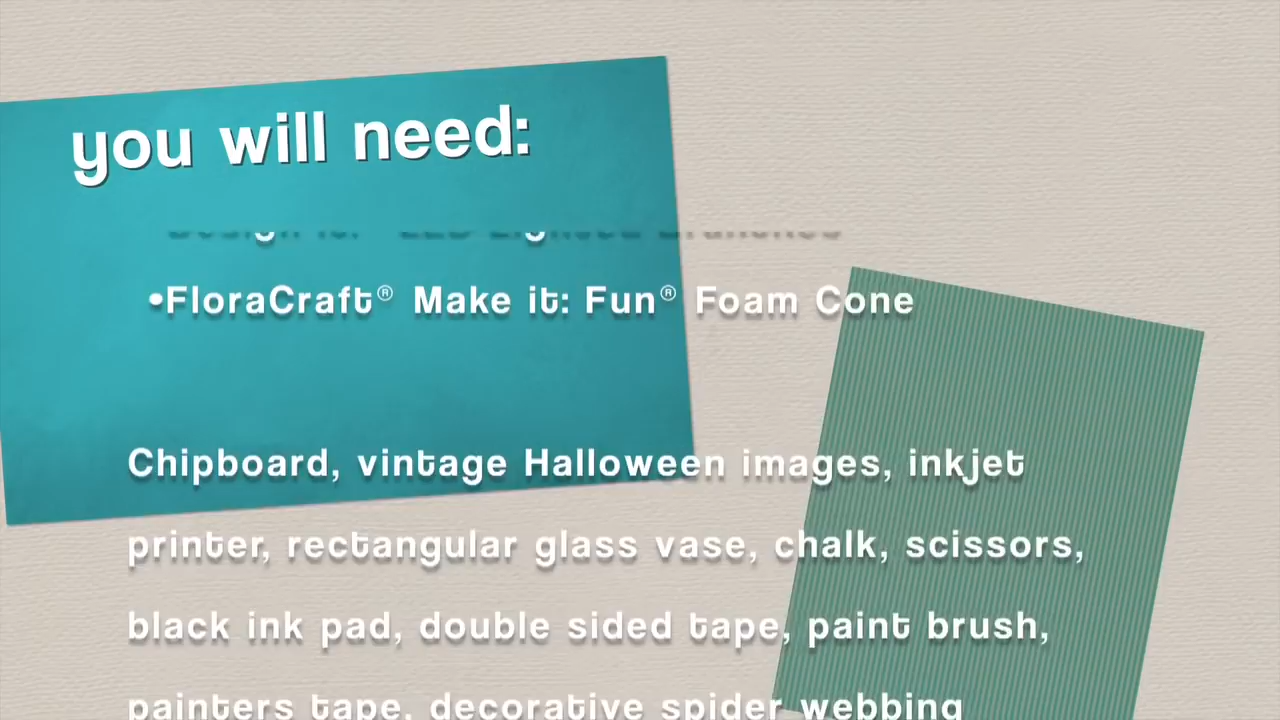 you will need:
•FloraCraft® Make it: Fun® Foam Cone
Chipboard, vintage Halloween images, inkjet
printer, rectangular glass vase, chalk, scissors,
black ink pad, double sided tape, paint brush,
painters tape, decorative spider webbing